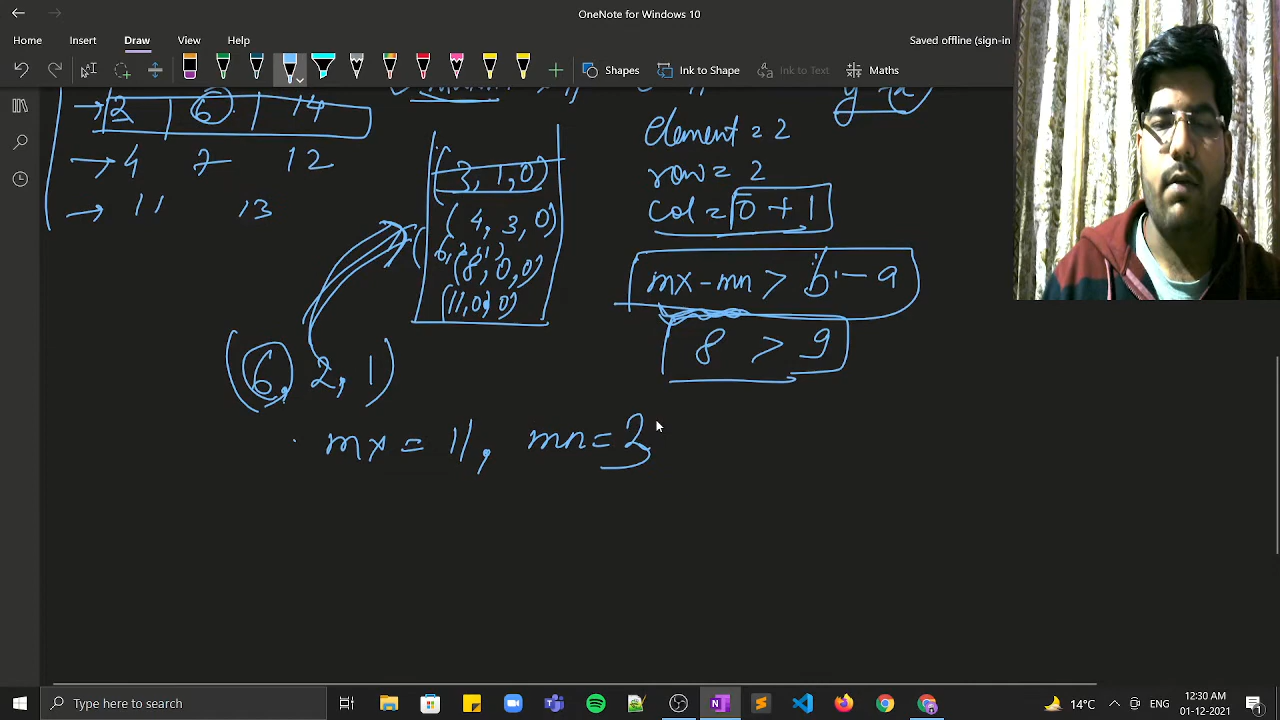 OneNote for Windows 10
Home Insert Draw View Help
Saved offline (sign-in
Shapes Ink to Shape Ink to Text Maths
→ 2 6 14
→ 4 7 12
→ 11 13
(3, 1, 0)
(4, 3, 0)
(6, 2, 1)
(8, 0, 0)
(11, 0, 0)
element = 2
row = 2
col = 0 + 1
mx - mn > b - a
8 > 9
(6, 2, 1)
mx = 11, mn = 3
Type here to search
14°C ENG
12:30 AM
01-12-2021
1